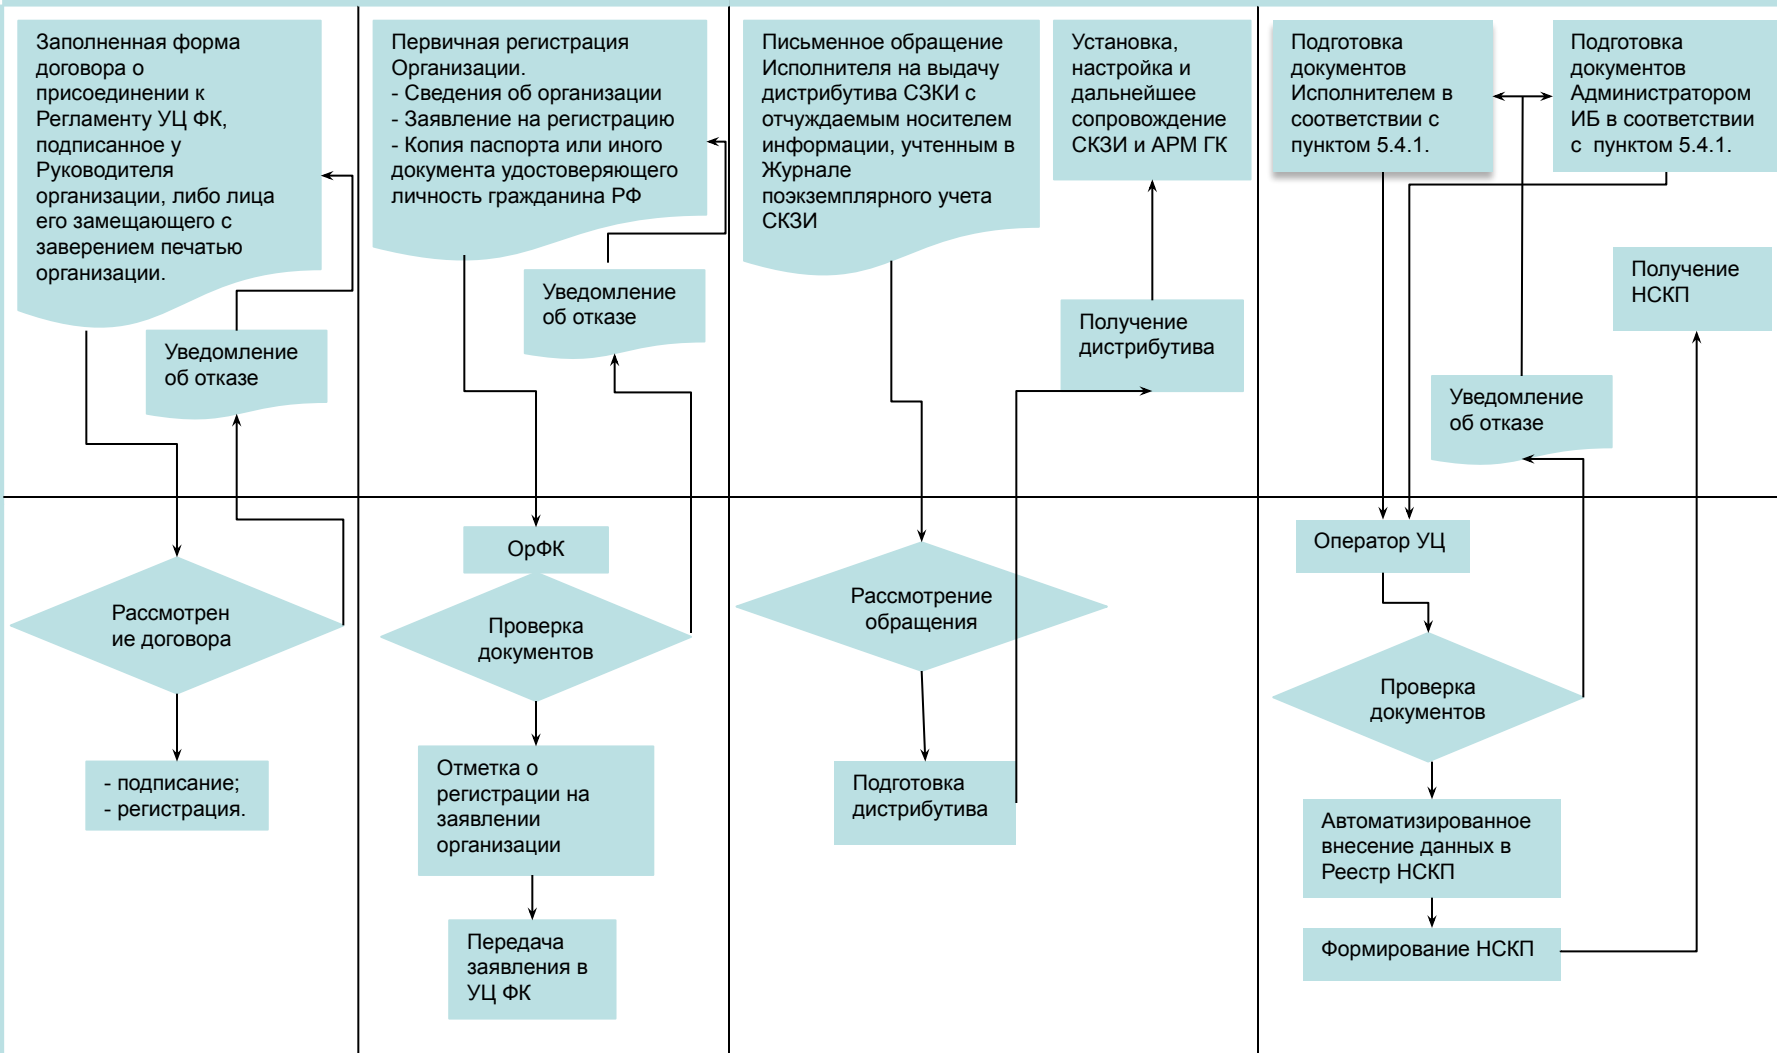 Заполненная форма
договора о
присоединении к
Регламенту УЦ ФК,
подписанное у
Руководителя
организации, либо лица
его замещающего с
заверением печатью
организации.
Уведомление
об отказе
Рассмотрен
ие договора
- подписание;
- регистрация.
Первичная регистрация
Организации.
- Сведения об организации
- Заявление на регистрацию
- Копия паспорта или иного
документа удостоверяющего
личность гражданина РФ
Уведомление
об отказе
ОрФК
Проверка
документов
Отметка о
регистрации на
заявлении
организации
Передача
заявления в
УЦ ФК
Письменное обращение
Исполнителя на выдачу
дистрибутива СЗКИ с
отчуждаемым носителем
информации, учтенным в
Журнале
поэкземплярного учета
СКЗИ
Установка,
настройка и
дальнейшее
сопровождение
СКЗИ и АРМ ГК
Получение
дистрибутива
Рассмотрение
обращения
Подготовка
дистрибутива
Подготовка
документов
Исполнителем в
соответствии с
пунктом 5.4.1.
Подготовка
документов
Администратором
ИБ в соответствии
с пунктом 5.4.1.
Получение
НСКП
Уведомление
об отказе
Оператор УЦ
Проверка
документов
Автоматизированное
внесение данных в
Реестр НСКП
Формирование НСКП